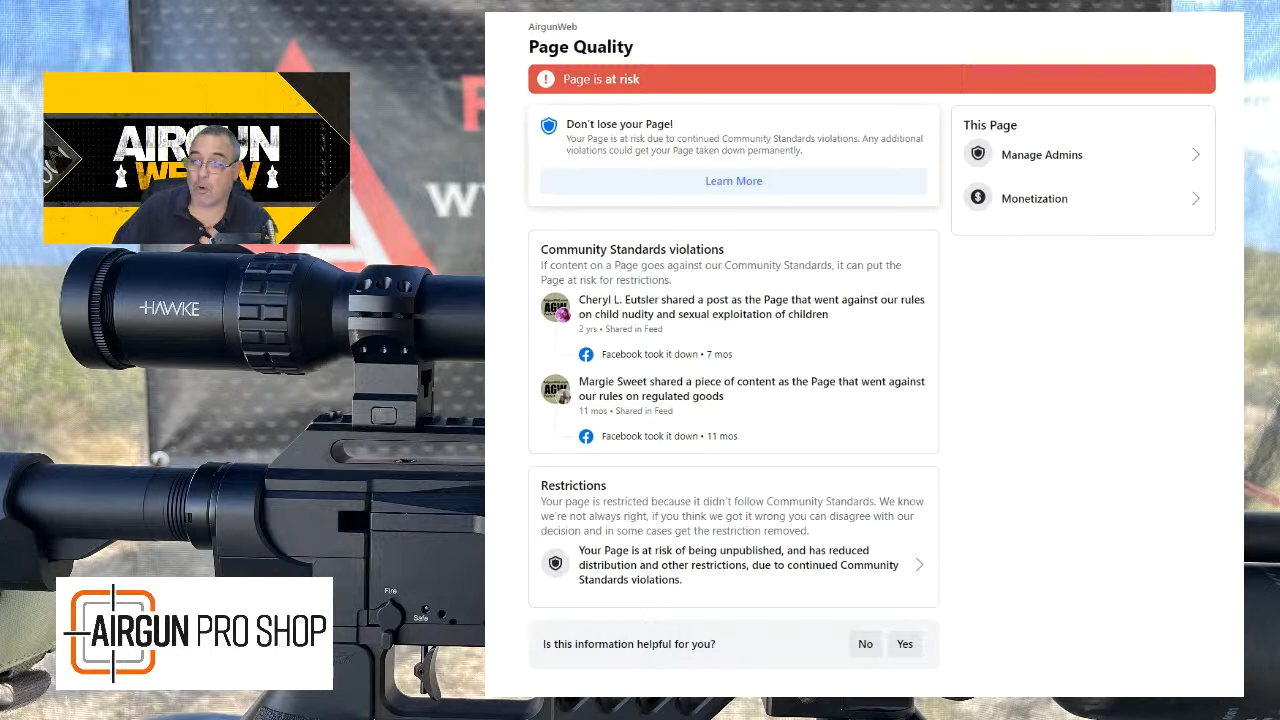 AIRGUN
WEB TV
HAWKE
Fire
Safe
AIRGUN PRO SHOP
AirgunWeb
Page Quality
Page is at risk
Don't lose your Page!
Your Page is at risk due to continued Community Standards violations. Any additional
violations could get your Page taken down permanently.
Learn More
This Page
Manage Admins
Monetization
Community Standards violations
If content on a Page goes against our Community Standards, it can put the
Page at risk for restrictions.
Cheryl L. Eutsler shared a post as the Page that went against our rules
on child nudity and sexual exploitation of children
2 yrs • Shared in Feed
Facebook took it down • 7 mos
Margie Sweet shared a piece of content as the Page that went against
our rules on regulated goods
11 mos • Shared in Feed
Facebook took it down • 11 mos
Restrictions
Your page is restricted because it didn't follow Community Standards. We know
we're not always right, if you think we got it wrong you can disagree with our
decision and in some cases get the restriction removed.
Your Page is at risk of being unpublished, and has reduced
distribution and other restrictions, due to continued Community
Standards violations.
Is this information helpful for you?
No
Yes